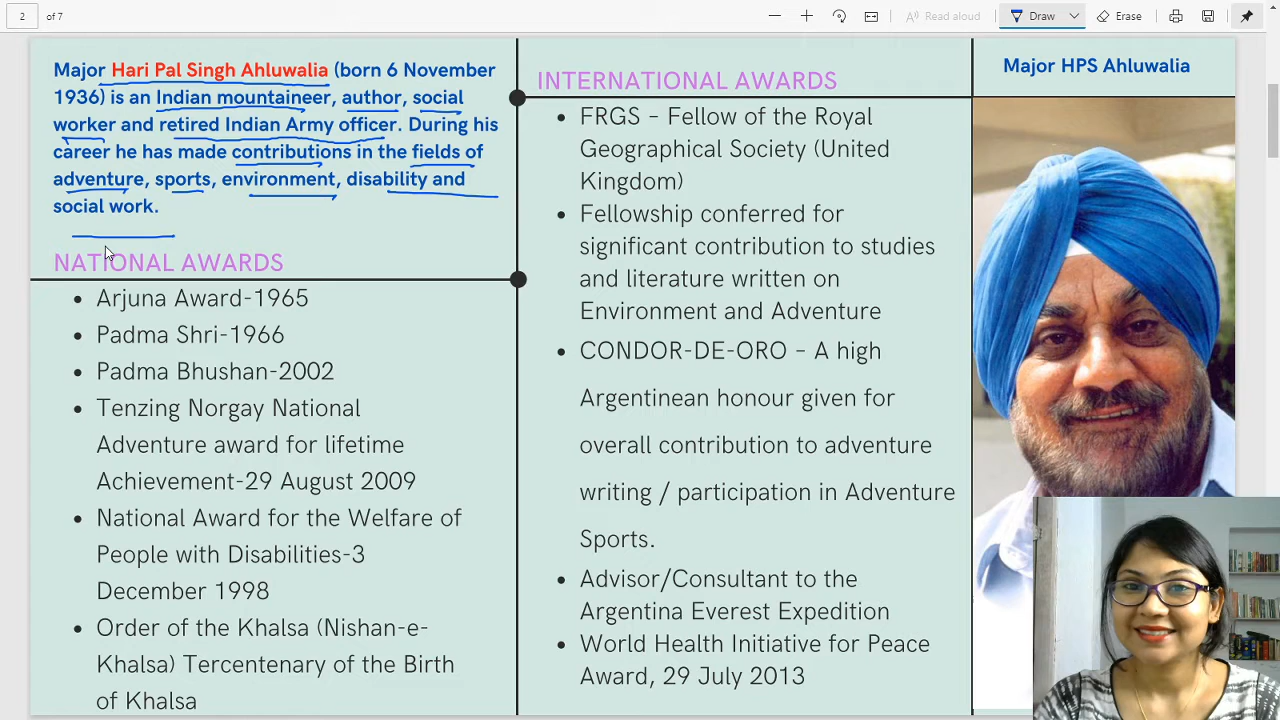 2
of 7
Read aloud
Draw
Erase
Major Hari Pal Singh Ahluwalia (born 6 November
1936) is an Indian mountaineer, author, social
worker and retired Indian Army officer. During his
career he has made contributions in the fields of
adventure, sports, environment, disability and
social work.
NATIONAL AWARDS
• Arjuna Award-1965
• Padma Shri-1966
• Padma Bhushan-2002
• Tenzing Norgay National
Adventure award for lifetime
Achievement-29 August 2009
• National Award for the Welfare of
People with Disabilities-3
December 1998
• Order of the Khalsa (Nishan-e-
Khalsa) Tercentenary of the Birth
of Khalsa
INTERNATIONAL AWARDS
• FRGS – Fellow of the Royal
Geographical Society (United
Kingdom)
• Fellowship conferred for
significant contribution to studies
and literature written on
Environment and Adventure
• CONDOR-DE-ORO – A high
Argentinean honour given for
overall contribution to adventure
writing / participation in Adventure
Sports.
• Advisor/Consultant to the
Argentina Everest Expedition
• World Health Initiative for Peace
Award, 29 July 2013
Major HPS Ahluwalia